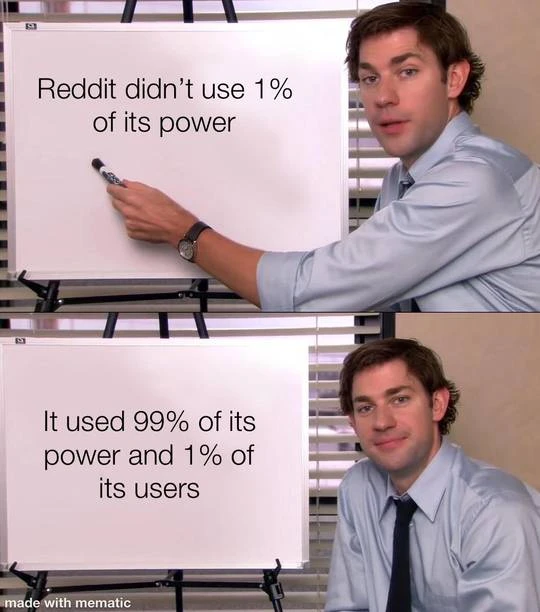 Reddit didn’t use 1%
of its power
It used 99% of its
power and 1% of
its users
made with mematic